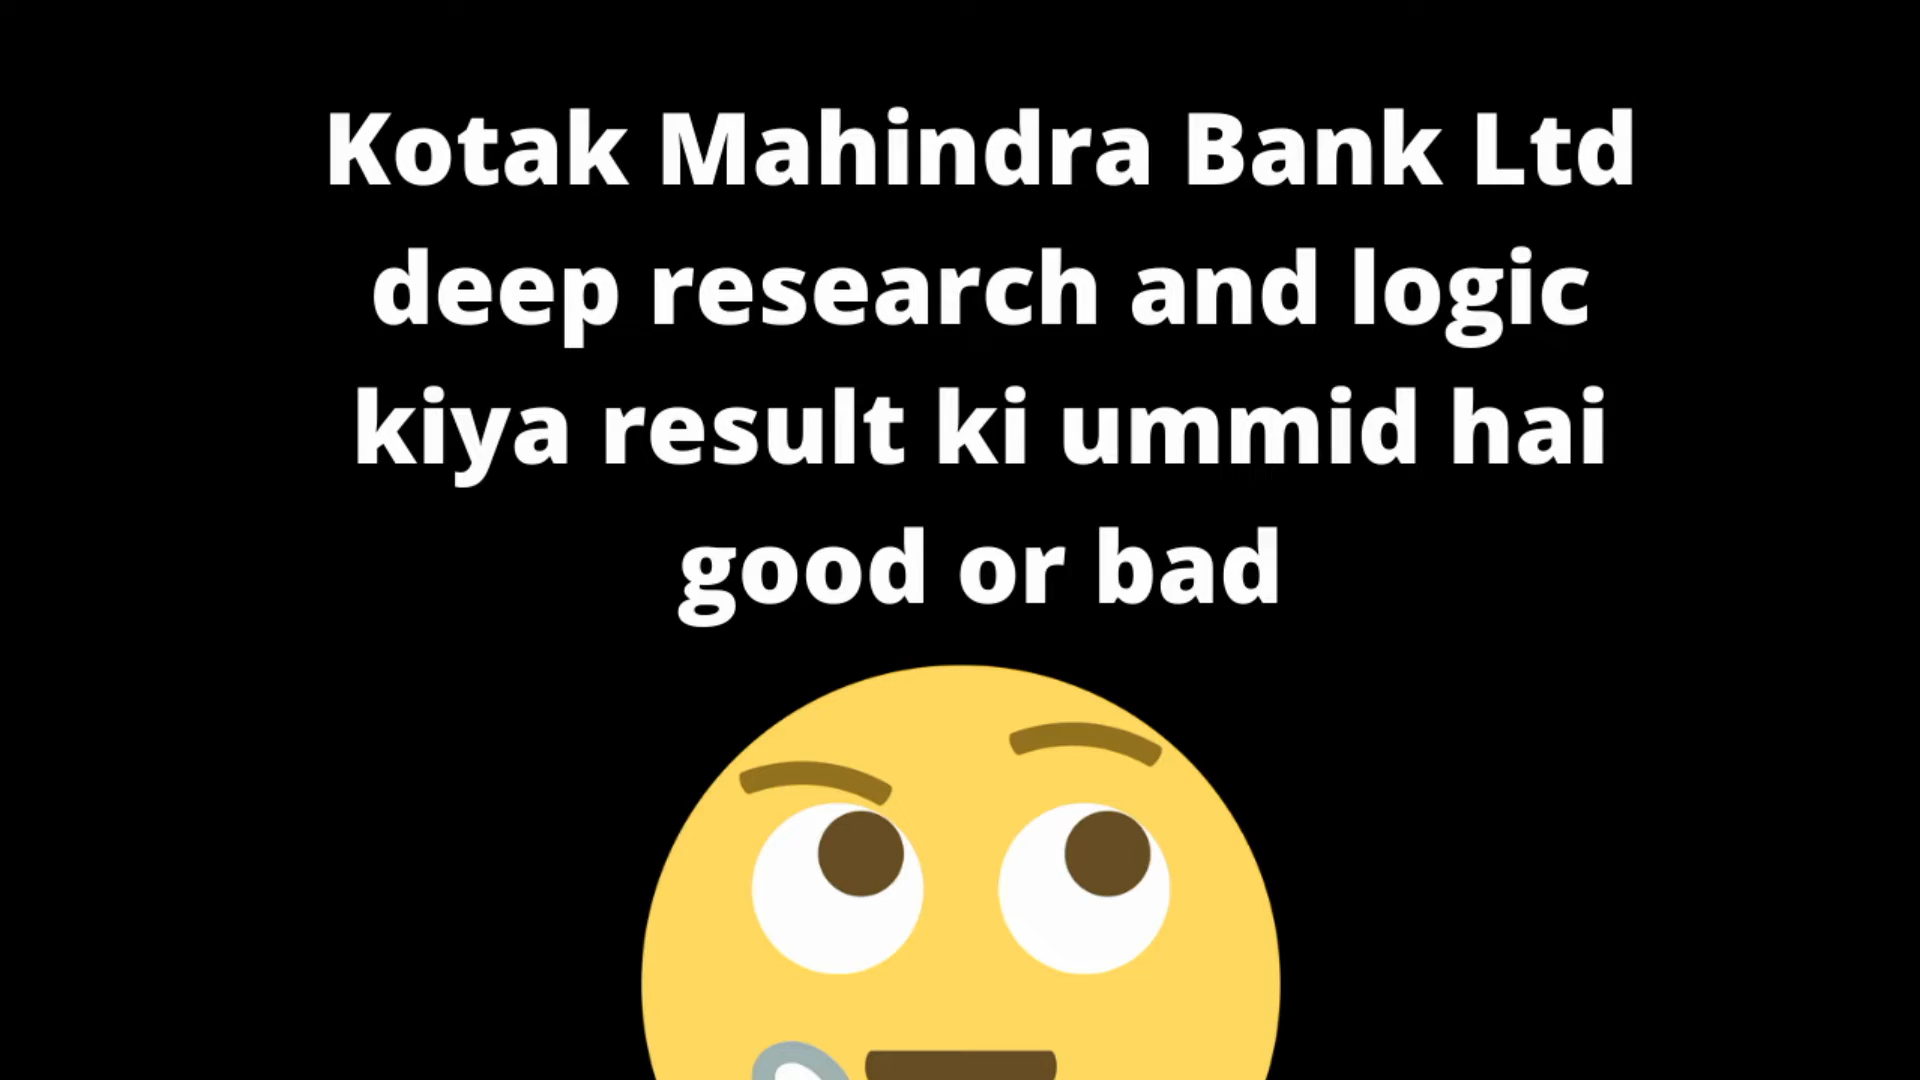 Kotak Mahindra Bank Ltd
deep research and logic
kiya result ki ummid hai
good or bad